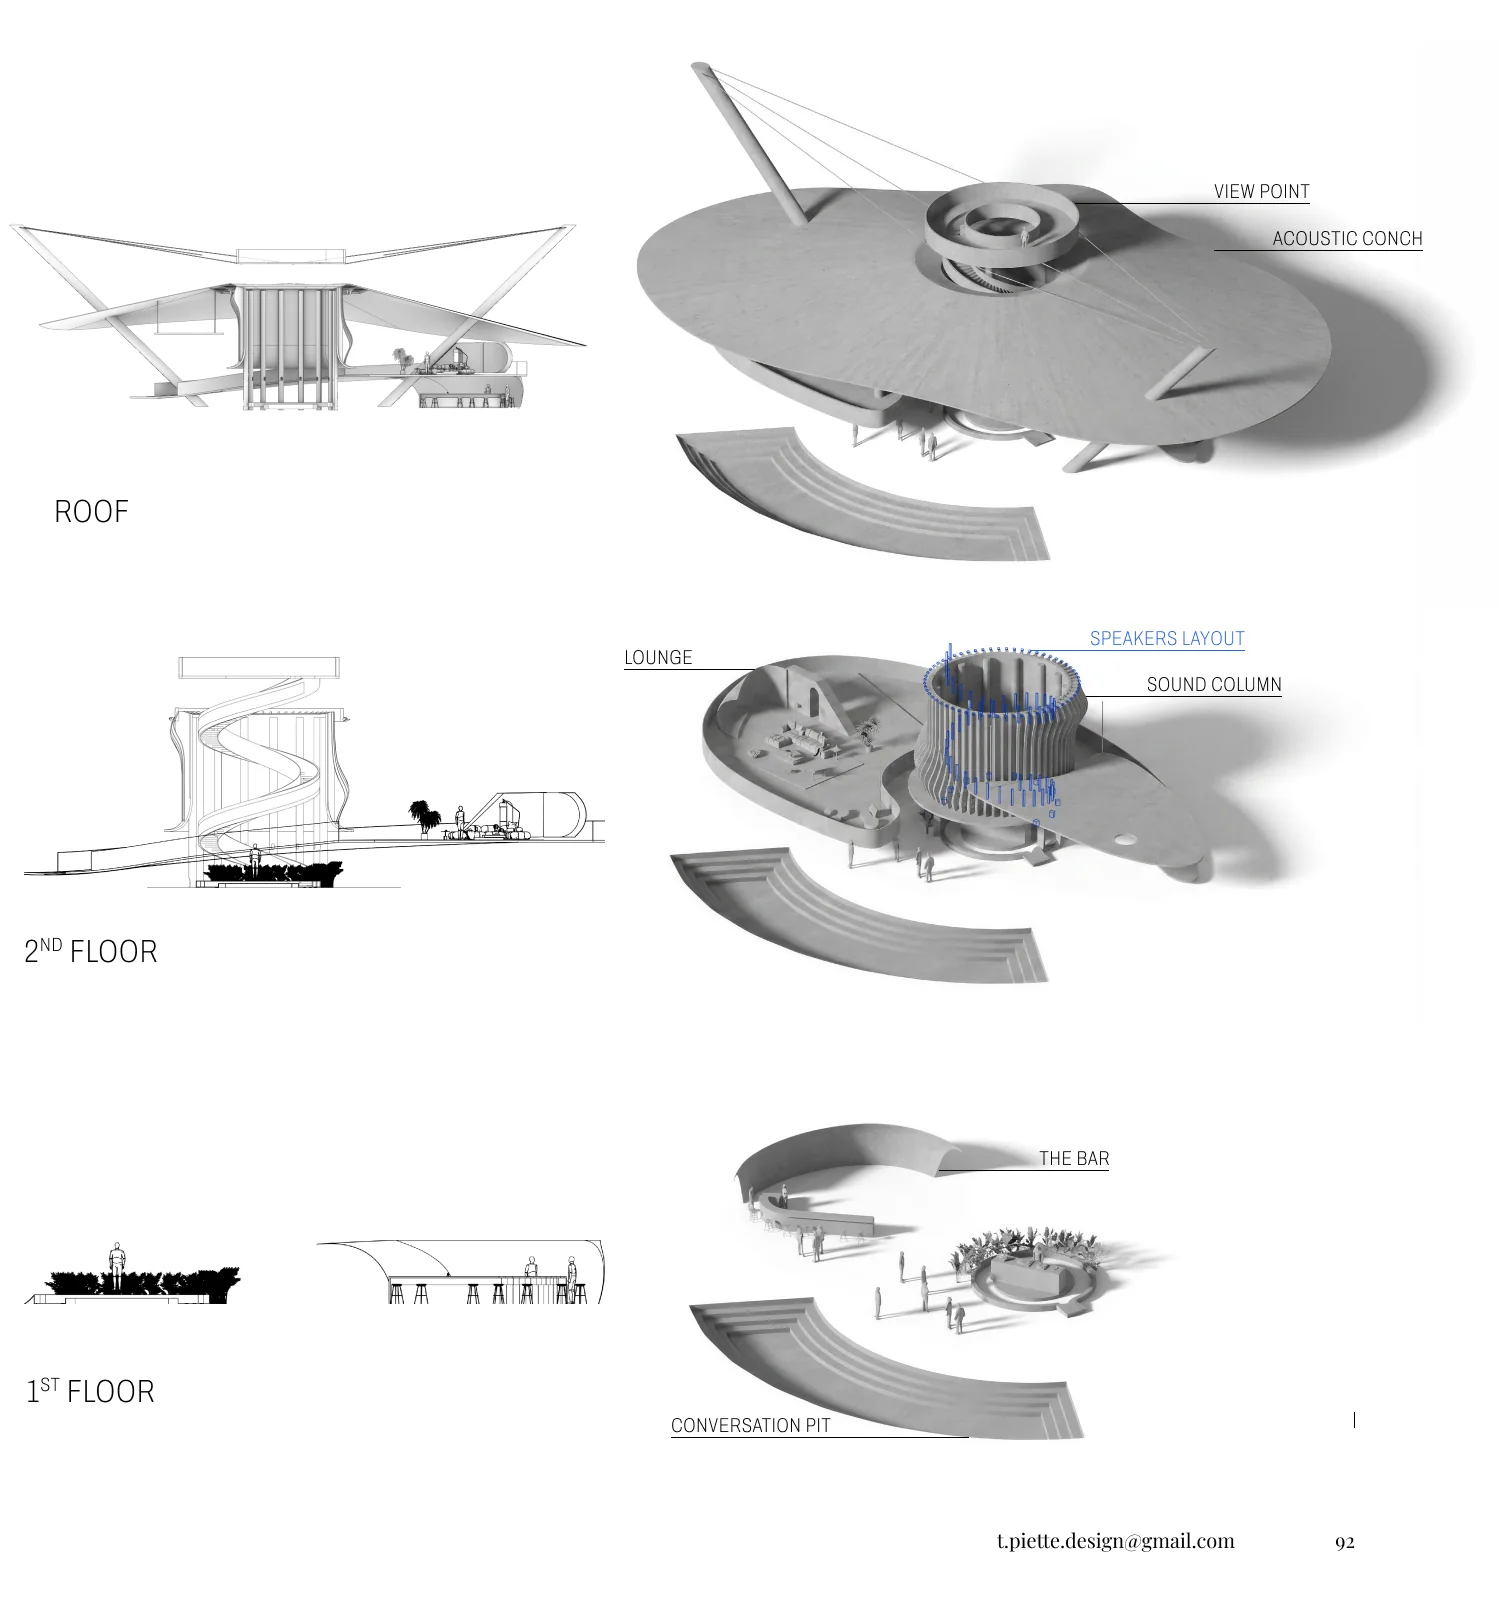 VIEW POINT
ACOUSTIC CONCH
ROOF
SPEAKERS LAYOUT
LOUNGE
SOUND COLUMN
2ND FLOOR
THE BAR
1ST FLOOR
CONVERSATION PIT
t.piette.design@gmail.com
92